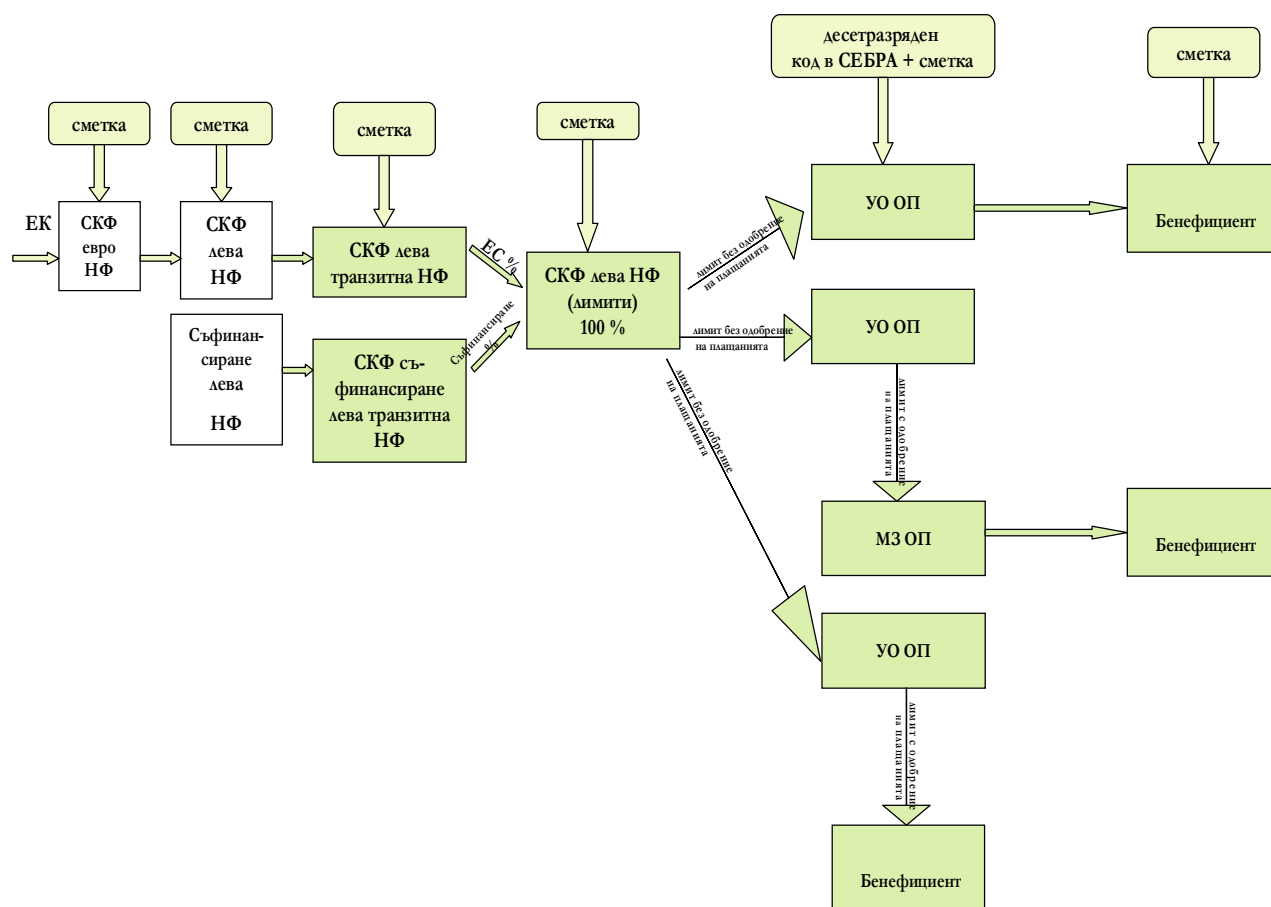 десетразряден
код в СЕБРА + сметка
сметка
сметка
сметка
сметка
сметка
ЕК
СКФ
евро
НФ
СКФ
лева
НФ
СКФ лева
транзитна НФ
ЕС %
СКФ лева НФ
(лимити)
100 %
лимит без одобрение
на плащанията
УО ОП
Бенефициент
Съфинан-
сиране
лева
НФ
СКФ съ-
финансиране
лева транзитна
НФ
Съфинансиране
%
лимит без одобрение
на плащанията
УО ОП
лимит без одобрение
на плащанията
лимит с одобрение
на плащанията
МЗ ОП
Бенефициент
УО ОП
лимит с одобрение
на плащанията
Бенефициент